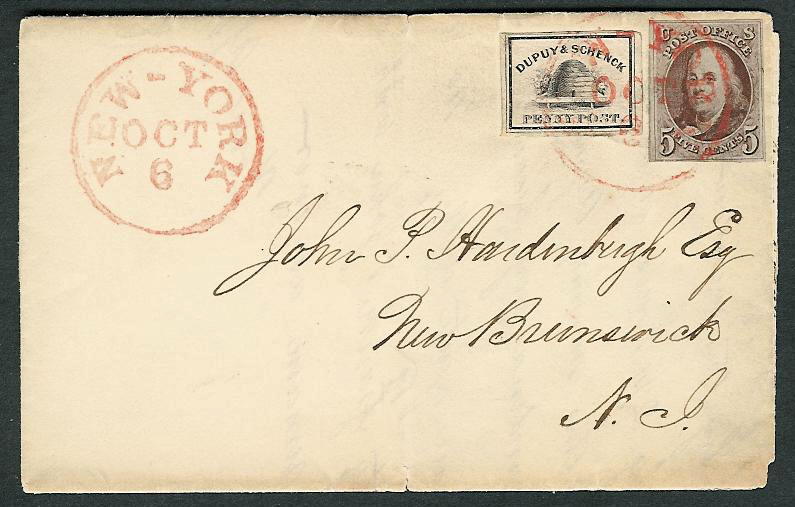 NEW-YORK
OCT
6
DUPUY & SCHENCK
PENNY POST
U S
POST OFFICE
5 FIVE CENTS 5
John P. Hardenbergh Esq
New Brunswick
N. J.